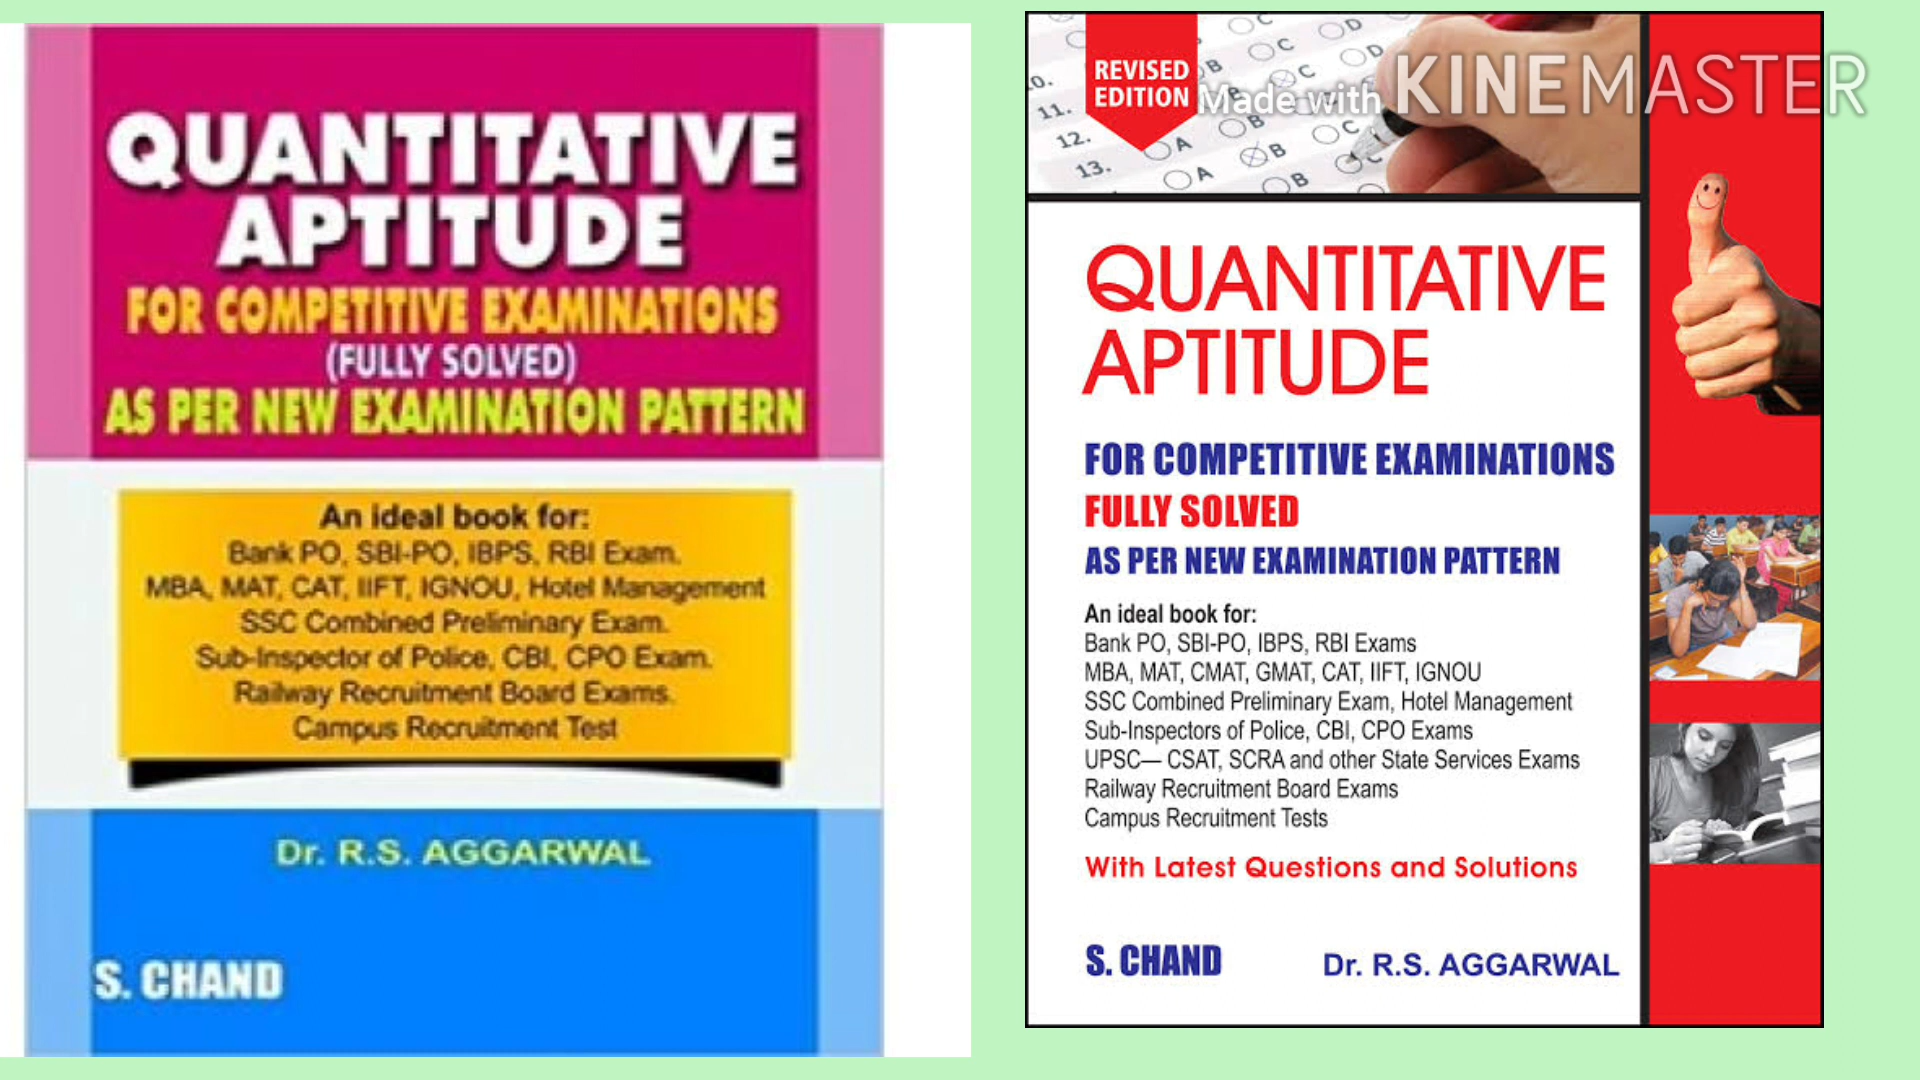 QUANTITATIVE
APTITUDE
FOR COMPETITIVE EXAMINATIONS
(FULLY SOLVED)
AS PER NEW EXAMINATION PATTERN
An ideal book for:
Bank PO, SBI-PO, IBPS, RBI Exam.
MBA, MAT, CAT, IIFT, IGNOU, Hotel Management
SSC Combined Preliminary Exam.
Sub-Inspector of Police, CBI, CPO Exam.
Railway Recruitment Board Exams.
Campus Recruitment Test
Dr. R.S. AGGARWAL
S. CHAND
REVISED
EDITION
Made with KINEMASTER
C D
B C D
11. B C
12. B C
13. A B C
A B
QUANTITATIVE
APTITUDE
FOR COMPETITIVE EXAMINATIONS
FULLY SOLVED
AS PER NEW EXAMINATION PATTERN
An ideal book for:
Bank PO, SBI-PO, IBPS, RBI Exams
MBA, MAT, CMAT, GMAT, CAT, IIFT, IGNOU
SSC Combined Preliminary Exam, Hotel Management
Sub-Inspectors of Police, CBI, CPO Exams
UPSC— CSAT, SCRA and other State Services Exams
Railway Recruitment Board Exams
Campus Recruitment Tests
With Latest Questions and Solutions
S. CHAND Dr. R.S. AGGARWAL